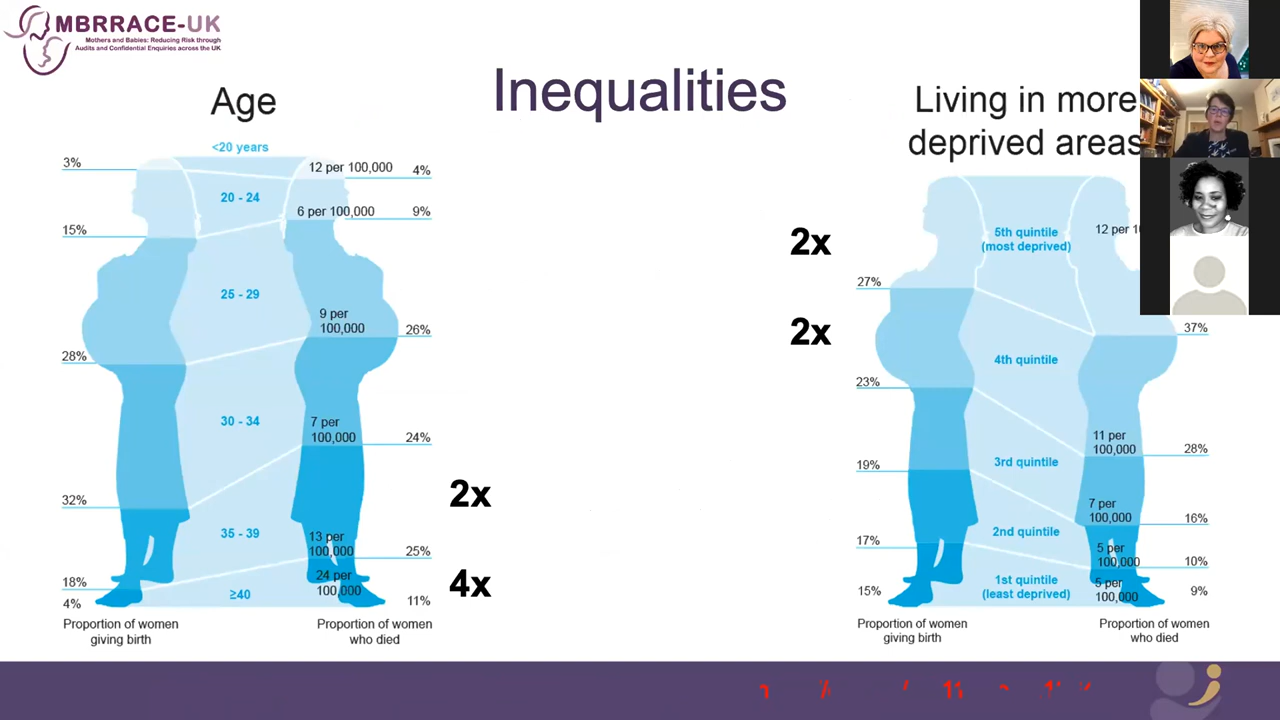 MBRRACE-UK
Mothers and Babies: Reducing Risk through
Audits and Confidential Enquiries across the UK
Inequalities
Age
<20 years
3%
12 per 100,000
4%
20 - 24
6 per 100,000
9%
15%
25 - 29
9 per
100,000
26%
28%
30 - 34
7 per
100,000
24%
32%
2x
35 - 39
13 per
100,000
25%
18%
24 per
100,000
4x
4%
≥40
11%
Proportion of women
giving birth
Proportion of women
who died
Living in more
deprived areas
2x
5th quintile
(most deprived)
12 per 1
27%
2x
37%
4th quintile
23%
11 per
100,000
28%
19%
3rd quintile
7 per
100,000
16%
17%
2nd quintile
5 per
100,000
10%
15%
1st quintile
(least deprived)
5 per
100,000
9%
Proportion of women
giving birth
Proportion of women
who died